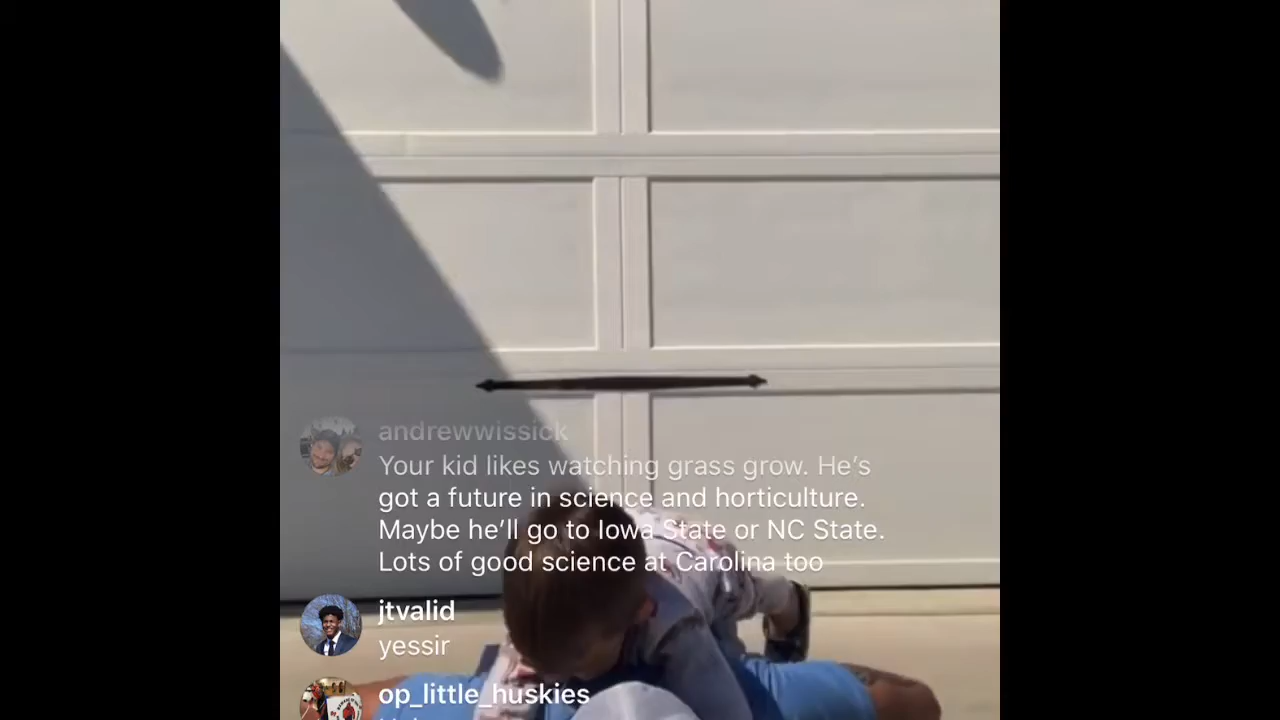 andrewwissick
Your kid likes watching grass grow. He's
got a future in science and horticulture.
Maybe he'll go to Iowa State or NC State.
Lots of good science at Carolina too
jtvalid
yessir
op_little_huskies